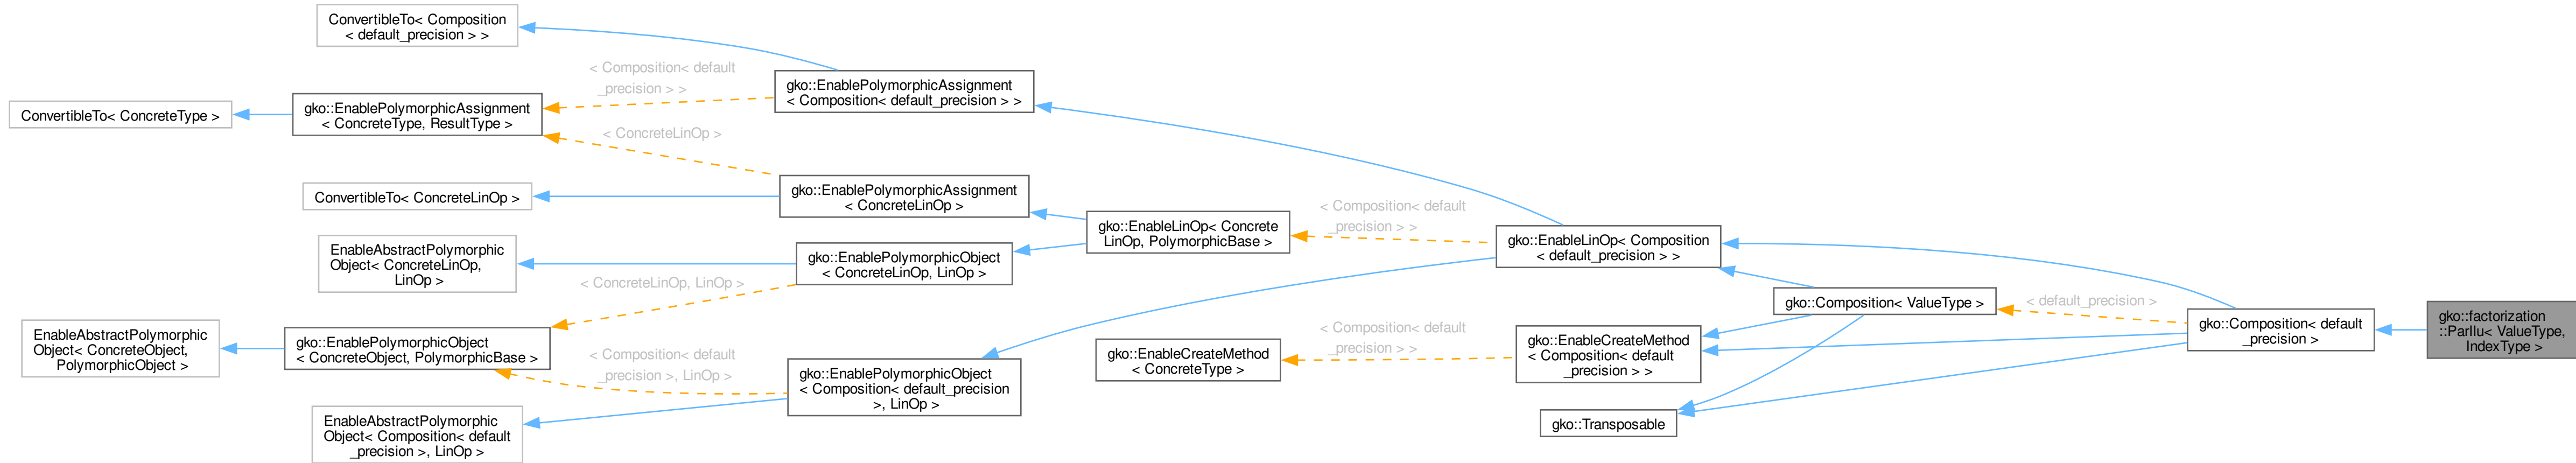 ConvertibleTo< Composition
< default_precision > >
ConvertibleTo< ConcreteType >
gko::EnablePolymorphicAssignment
< ConcreteType, ResultType >
ConvertibleTo< ConcreteLinOp >
EnableAbstractPolymorphic
Object< ConcreteLinOp,
LinOp >
EnableAbstractPolymorphic
Object< ConcreteObject,
PolymorphicObject >
gko::EnablePolymorphicObject
< ConcreteObject, PolymorphicBase >
EnableAbstractPolymorphic
Object< Composition< default
_precision >, LinOp >
< Composition< default
_precision > >
< ConcreteLinOp >
< ConcreteLinOp, LinOp >
< Composition< default
_precision >, LinOp >
gko::EnablePolymorphicAssignment
< Composition< default_precision > >
gko::EnablePolymorphicAssignment
< ConcreteLinOp >
gko::EnablePolymorphicObject
< ConcreteLinOp, LinOp >
gko::EnablePolymorphicObject
< Composition< default_precision
>, LinOp >
gko::EnableLinOp< Concrete
LinOp, PolymorphicBase >
gko::EnableCreateMethod
< ConcreteType >
< Composition< default
_precision > >
< Composition< default
_precision > >
gko::EnableLinOp< Composition
< default_precision > >
gko::EnableCreateMethod
< Composition< default
_precision > >
gko::Transposable
gko::Composition< ValueType >
< default_precision >
gko::Composition< default
_precision >
gko::factorization
::ParIlu< ValueType,
IndexType >